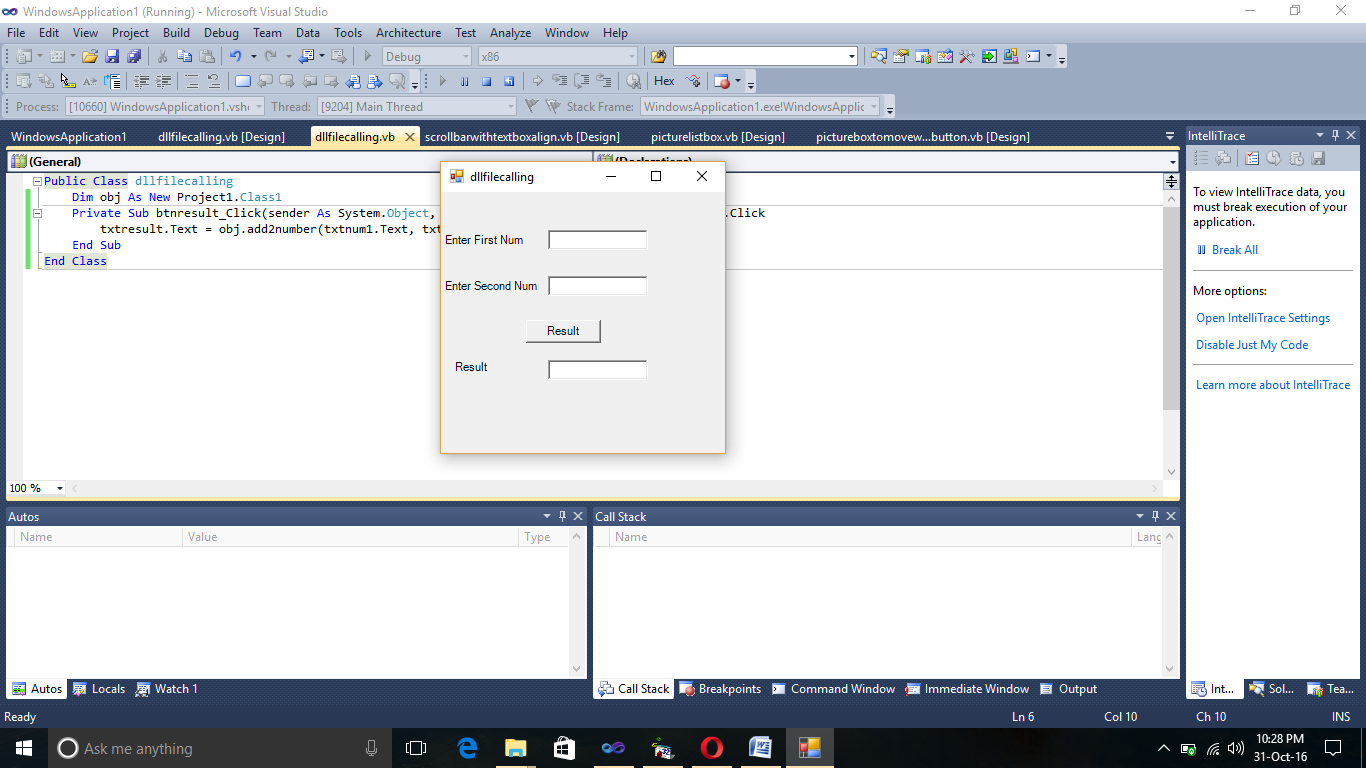 WindowsApplication1 (Running) - Microsoft Visual Studio
File Edit View Project Build Debug Team Data Tools Architecture Test Analyze Window Help
Debug x86
Hex
Process: [10660] WindowsApplication1.vshc Thread: [9204] Main Thread Stack Frame: WindowsApplication1.exe!WindowsApplic
WindowsApplication1 dllfilecalling.vb [Design] dllfilecalling.vb scrollbarwithtextboxalign.vb [Design] picturelistbox.vb [Design] pictureboxtomovew...button.vb [Design]
(General) (Declarations)
Public Class dllfilecalling
Dim obj As New Project1.Class1
Private Sub btnresult_Click(sender As System.Object, .Click
txtresult.Text = obj.add2number(txtnum1.Text, txt
End Sub
End Class
dllfilecalling
Enter First Num
Enter Second Num
Result
Result
100 %
IntelliTrace
To view IntelliTrace data, you
must break execution of your
application.
Break All
More options:
Open IntelliTrace Settings
Disable Just My Code
Learn more about IntelliTrace
Autos
Name Value Type
Autos Locals Watch 1
Call Stack
Name Lang
Call Stack Breakpoints Command Window Immediate Window Output
Int... Sol... Tea...
Ready Ln 6 Col 10 Ch 10 INS
Ask me anything
10:28 PM
31-Oct-16